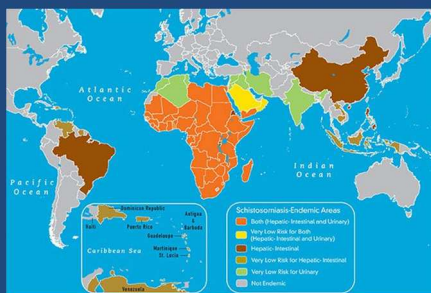 Atlantic
Ocean
Pacific
Ocean
Indian
Ocean
Dominican Republic
Haiti
Puerto Rico
Antigua
&
Barbuda
Guadeloupe
Martinique
St. Lucia
Caribbean Sea
Venezuela
Schistosomiasis-Endemic Areas
Both (Hepatic-Intestinal and Urinary)
Very Low Risk for Both
(Hepatic-Intestinal and Urinary)
Hepatic-Intestinal
Very Low Risk for Hepatic-Intestinal
Very Low Risk for Urinary
Not Endemic